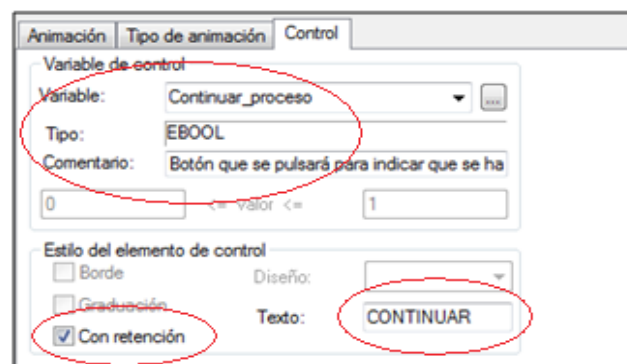 Animación Tipo de animación Control
Variable de control
Variable: Continuar_proceso ...
Tipo: EBOOL
Comentario: Botón que se pulsará para indicar que se ha
0 <= valor <= 1
Estilo del elemento de control
Borde Diseño:
Graduación Texto: CONTINUAR
Con retención